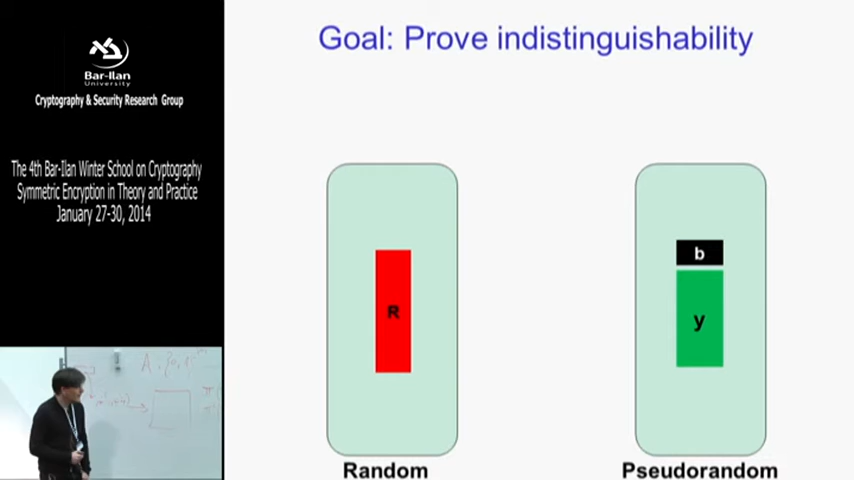 Goal: Prove indistinguishability
Bar-Ilan
University
Cryptography & Security Research Group
The 4th Bar-Ilan Winter School on Cryptography
Symmetric Encryption in Theory and Practice
January 27-30, 2014
R
b
y
Random
Pseudorandom
A